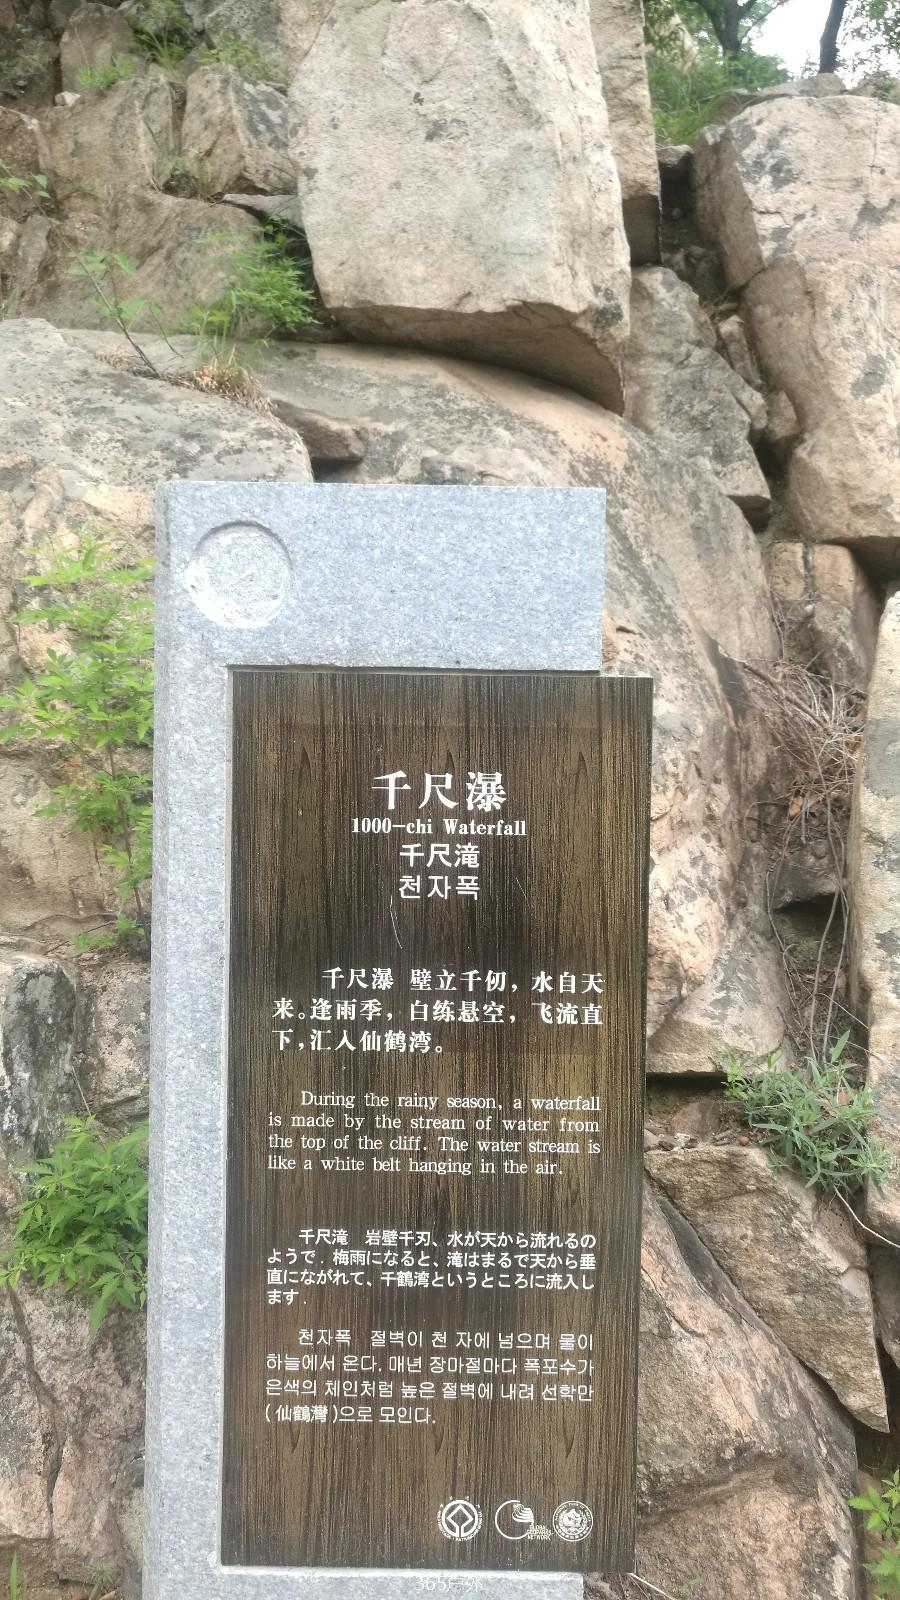 千尺瀑
1000-chi Waterfall
千尺滝
천자폭
千尺瀑 壁立千仞，水自天
来。逢雨季，白练悬空，飞流直
下，汇入仙鹤湾。
During the rainy season, a waterfall
is made by the stream of water from
the top of the cliff. The water stream is
like a white belt hanging in the air.
千尺滝 岩壁千刃、水が天から流れるの
ようで．梅雨になると、滝はまるで天から垂
直にながれて、千鶴湾というところに流入し
ます．
천자폭 절벽이 천 자에 넘으며 물이
하늘에서 온다. 매년 장마절마다 폭포수가
은색의 체인처럼 높은 절벽에 내려 선학만
(仙鶴灣)으로 모인다.
365户外